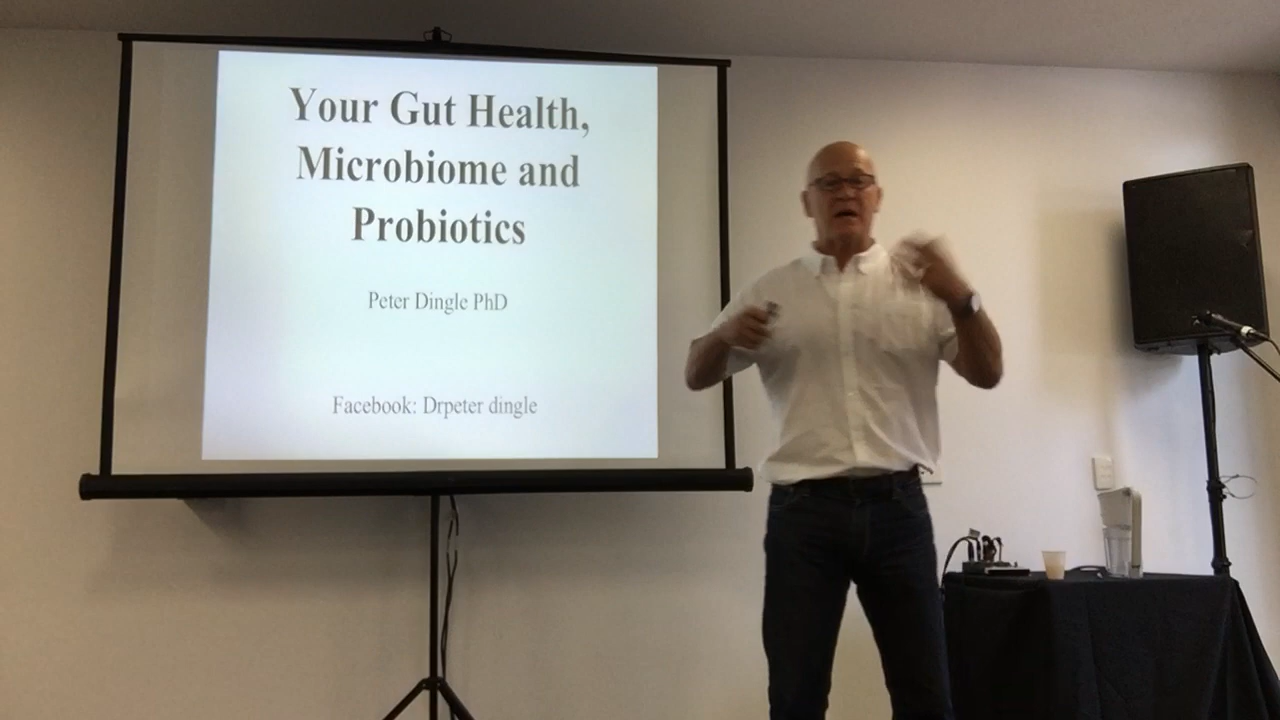 Your Gut Health,
Microbiome and
Probiotics
Peter Dingle PhD
Facebook: Drpeter dingle